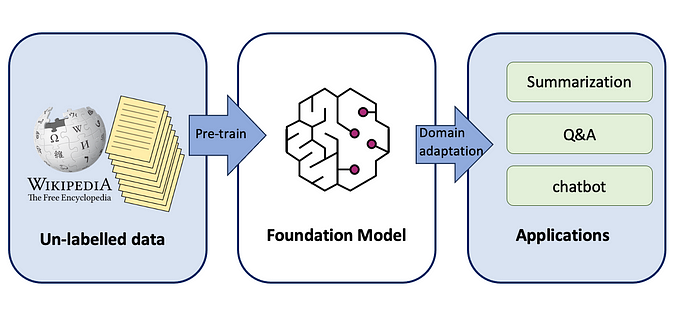 WIKIPEDIA
The Free Encyclopedia
Un-labelled data
Pre-train
Foundation Model
Domain
adaptation
Summarization
Q&A
chatbot
Applications